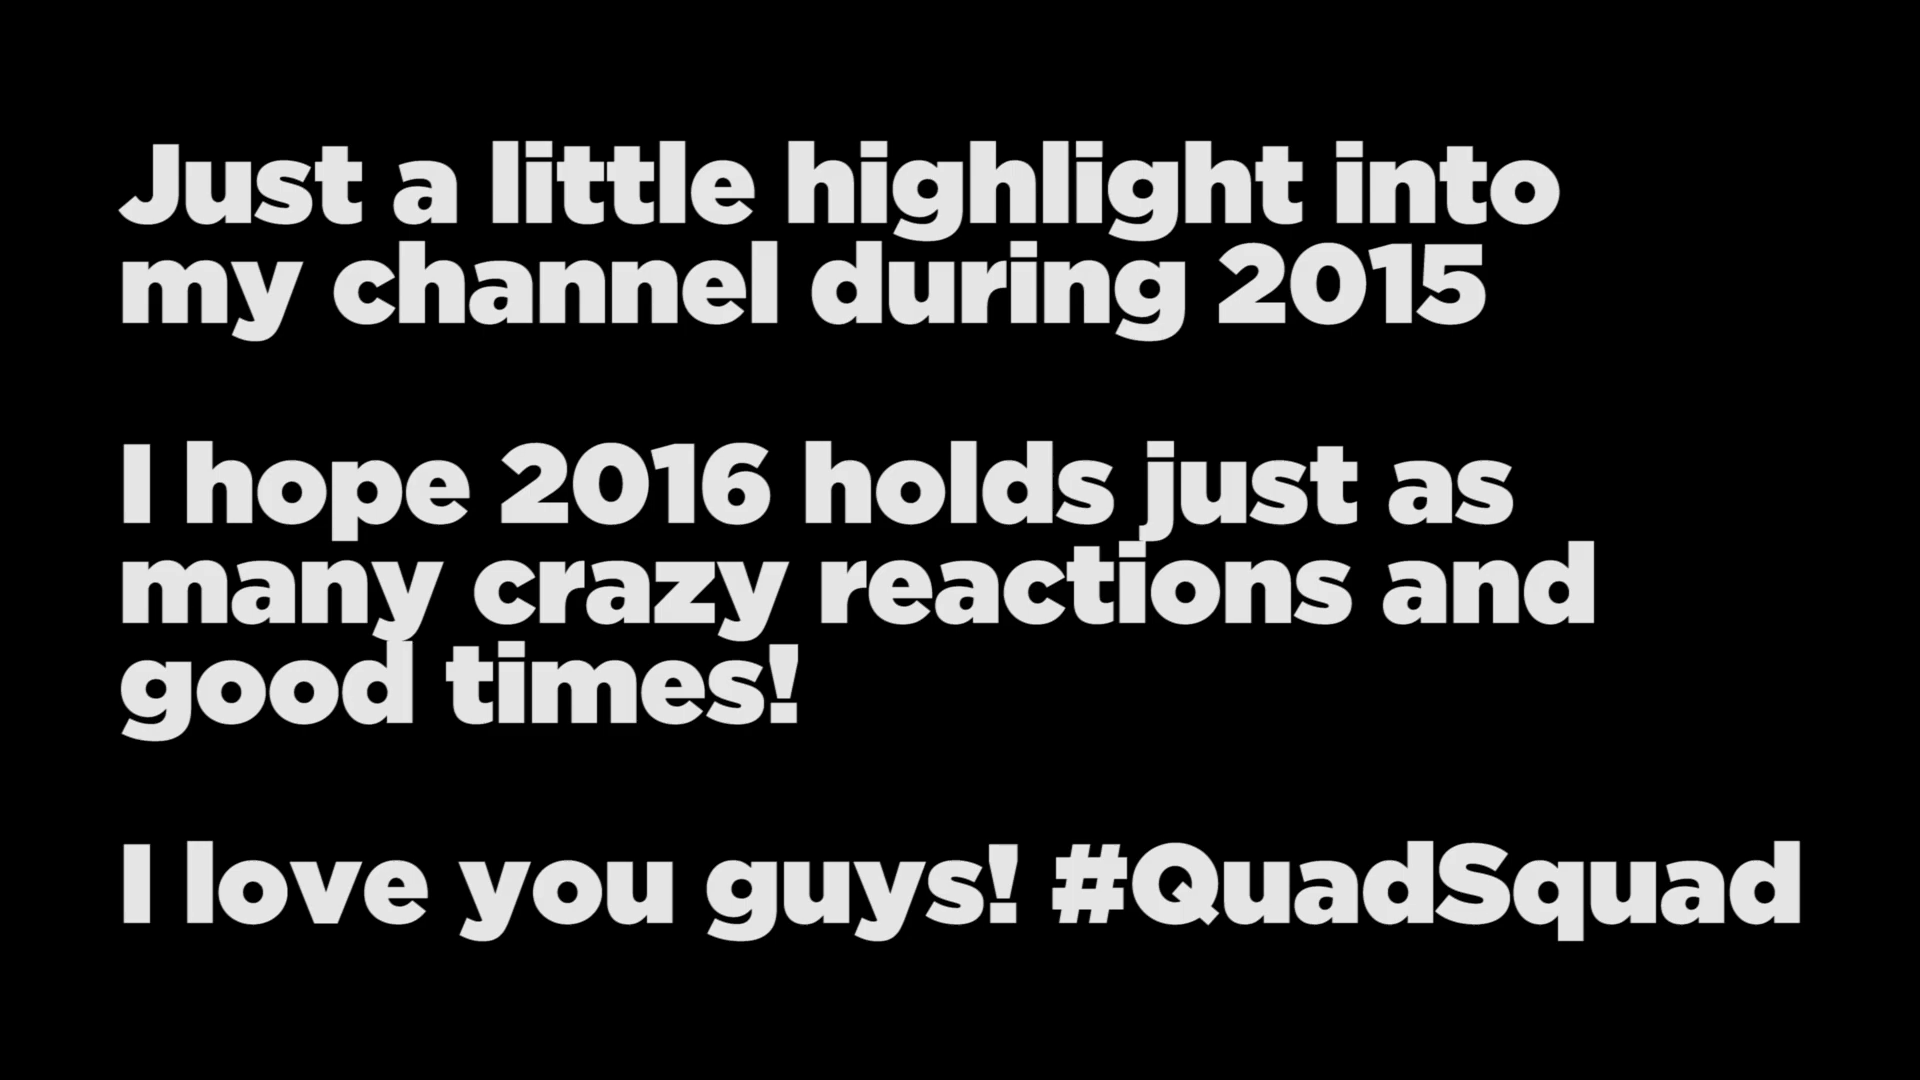 Just a little highlight into
my channel during 2015
I hope 2016 holds just as
many crazy reactions and
good times!
I love you guys! #QuadSquad